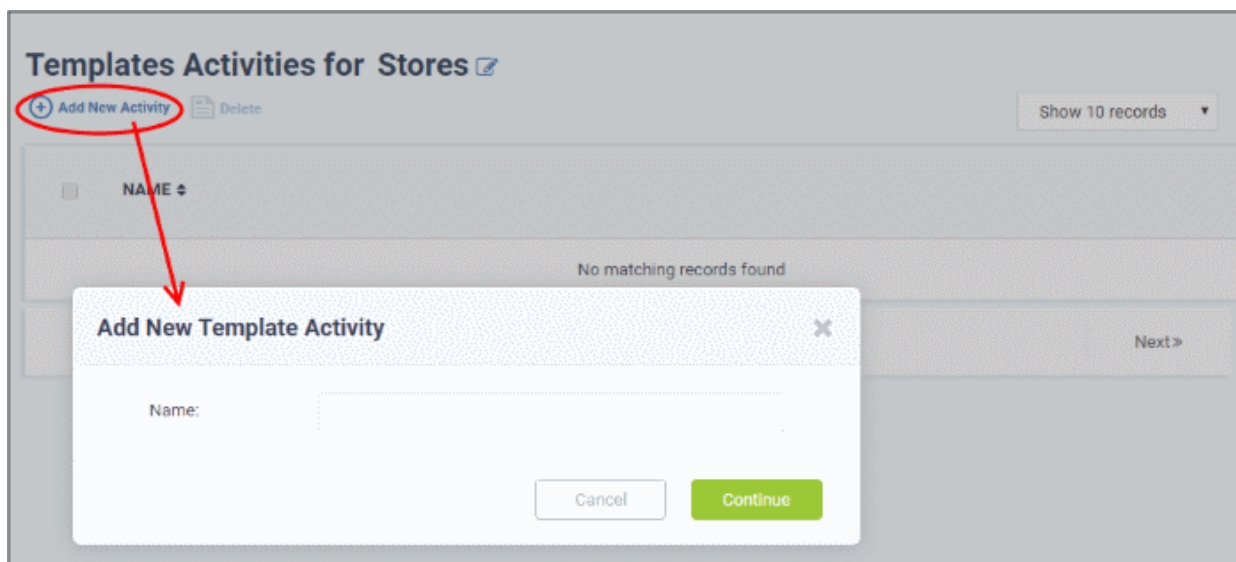 Templates Activities for Stores
Add New Activity Delete
Show 10 records
NAME
No matching records found
Add New Template Activity
Next»
Name:
Cancel Continue